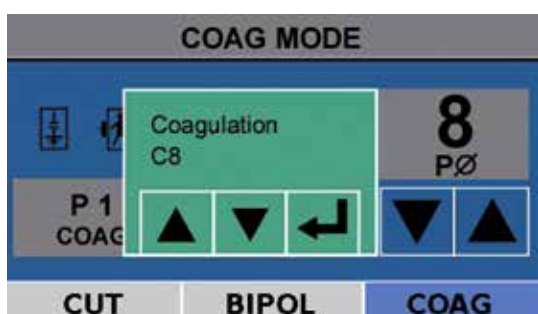 COAG MODE
Coagulation
C8
8
PØ
P 1
COAG
CUT BIPOL COAG